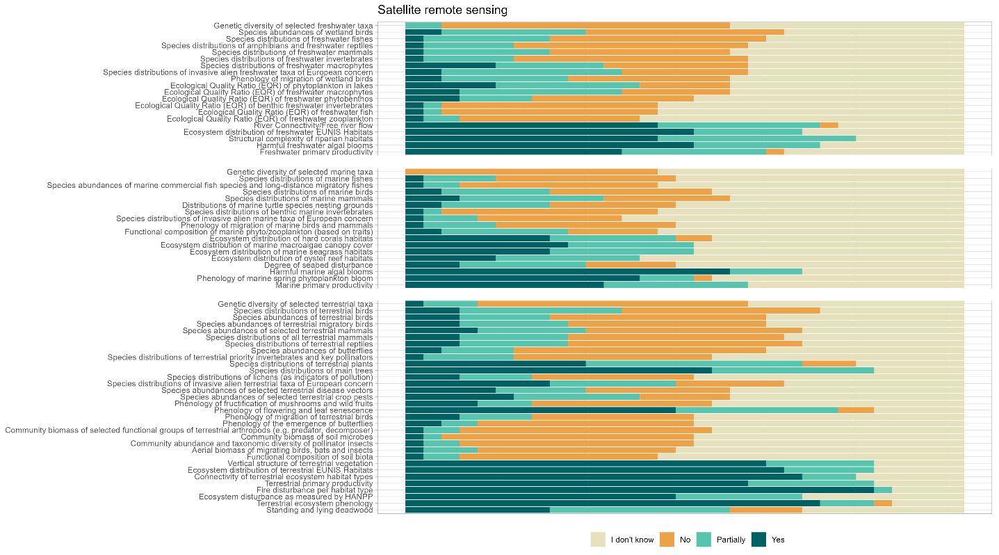 Satellite remote sensing
Genetic diversity of selected freshwater taxa
Species abundances of wetland birds
Species distributions of freshwater fishes
Species distributions of amphibians and freshwater reptiles
Species distributions of freshwater mammals
Species distributions of freshwater invertebrates
Species distributions of freshwater macrophytes
Species distributions of invasive alien freshwater taxa of European concern
Phenology of migration of wetland birds
Ecological Quality Ratio (EQR) of phytoplankton in lakes
Ecological Quality Ratio (EQR) of freshwater macrophytes
Ecological Quality Ratio (EQR) of freshwater phytobenthos
Ecological Quality Ratio (EQR) of benthic freshwater invertebrates
Ecological Quality Ratio (EQR) of freshwater fish
Ecological Quality Ratio (EQR) of freshwater zooplankton
River Connectivity/Free river flow
Ecosystem distribution of freshwater EUNIS Habitats
Structural complexity of riparian habitats
Harmful freshwater algal blooms
Freshwater primary productivity
Genetic diversity of selected marine taxa
Species distributions of marine fishes
Species abundances of marine commercial fish species and long-distance migratory fishes
Species distributions of marine birds
Species distributions of marine mammals
Distributions of marine turtle species nesting grounds
Species distributions of benthic marine invertebrates
Species distributions of invasive alien marine taxa of European concern
Phenology of migration of marine birds and mammals
Functional composition of marine phyto/zooplankton (based on traits)
Ecosystem distribution of hard corals habitats
Ecosystem distribution of marine macroalgae canopy cover
Ecosystem distribution of marine seagrass habitats
Ecosystem distribution of oyster reef habitats
Degree of seabed disturbance
Harmful marine algal blooms
Phenology of marine spring phytoplankton bloom
Marine primary productivity
Genetic diversity of selected terrestrial taxa
Species distributions of terrestrial birds
Species abundances of terrestrial birds
Species abundances of terrestrial migratory birds
Species abundances of selected terrestrial mammals
Species distributions of all terrestrial mammals
Species distributions of terrestrial reptiles
Species abundances of butterflies
Species distributions of terrestrial priority invertebrates and key pollinators
Species distributions of terrestrial plants
Species distributions of main trees
Species distributions of lichens (as indicators of pollution)
Species distributions of invasive alien terrestrial taxa of European concern
Species abundances of selected terrestrial disease vectors
Species abundances of selected terrestrial crop pests
Phenology of fructification of mushrooms and wild fruits
Phenology of flowering and leaf senescence
Phenology of migration of terrestrial birds
Phenology of the emergence of butterflies
Community biomass of selected functional groups of terrestrial arthropods (e.g. predator, decomposer)
Community biomass of soil microbes
Community abundance and taxonomic diversity of pollinator insects
Aerial biomass of migrating birds, bats and insects
Functional composition of soil biota
Vertical structure of terrestrial vegetation
Ecosystem distribution of terrestrial EUNIS Habitats
Connectivity of terrestrial ecosystem habitat types
Terrestrial primary productivity
Fire disturbance per habitat type
Ecosystem disturbance as measured by HANPP
Terrestrial ecosystem phenology
Standing and lying deadwood
I don't know No Partially Yes